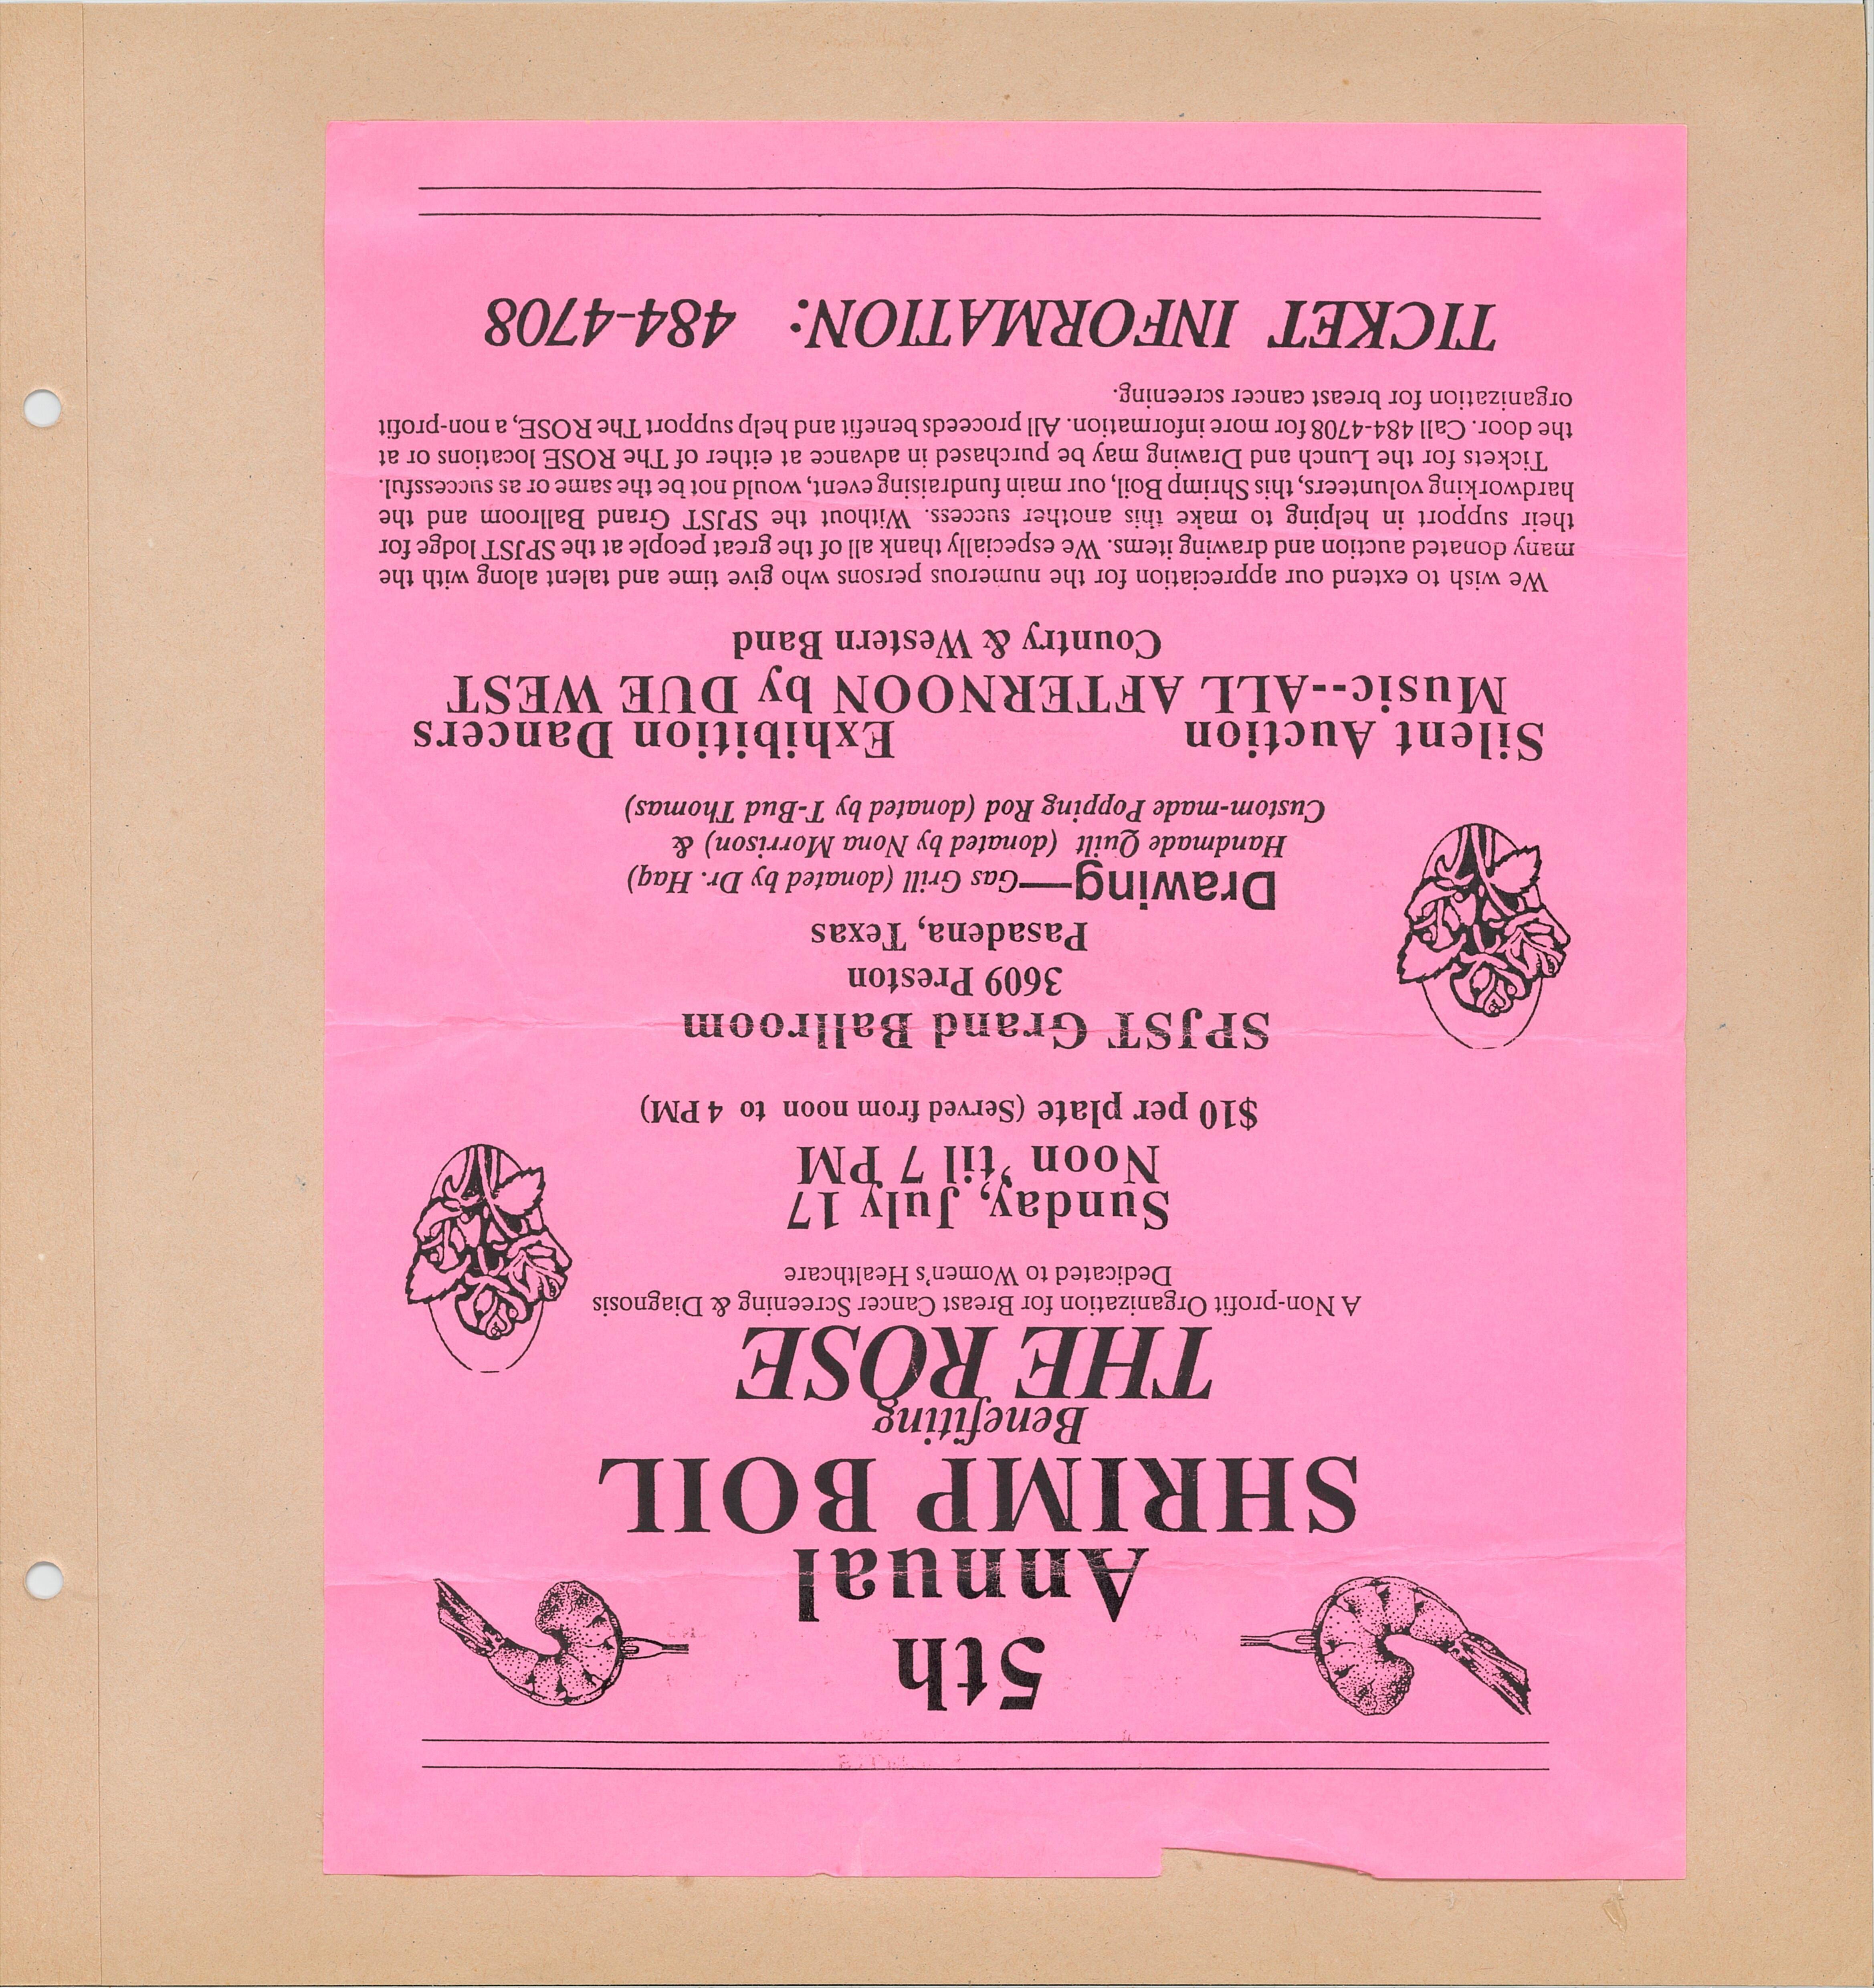 5th
Annual
SHRIMP BOIL
Benefiting
THE ROSE
A Non-profit Organization for Breast Cancer Screening & Diagnosis
Dedicated to Women's Healthcare
Sunday, July 17
Noon 'til 7 PM
$10 per plate (Served from noon to 4 PM)
SPJST Grand Ballroom
3609 Preston
Pasadena, Texas
Drawing—Gas Grill (donated by Dr. Haq)
Handmade Quilt (donated by Nona Morrison) &
Custom-made Popping Rod (donated by T-Bud Thomas)
Silent Auction Exhibition Dancers
Music--ALL AFTERNOON by DUE WEST
Country & Western Band
We wish to extend our appreciation for the numerous persons who give time and talent along with the
many donated auction and drawing items. We especially thank all of the great people at the SPJST lodge for
their support in helping to make this another success. Without the SPJST Grand Ballroom and the
hardworking volunteers, this Shrimp Boil, our main fundraising event, would not be the same or as successful.
Tickets for the Lunch and Drawing may be purchased in advance at either of The ROSE locations or at
the door. Call 484-4708 for more information. All proceeds benefit and help support The ROSE, a non-profit
organization for breast cancer screening.
TICKET INFORMATION: 484-4708